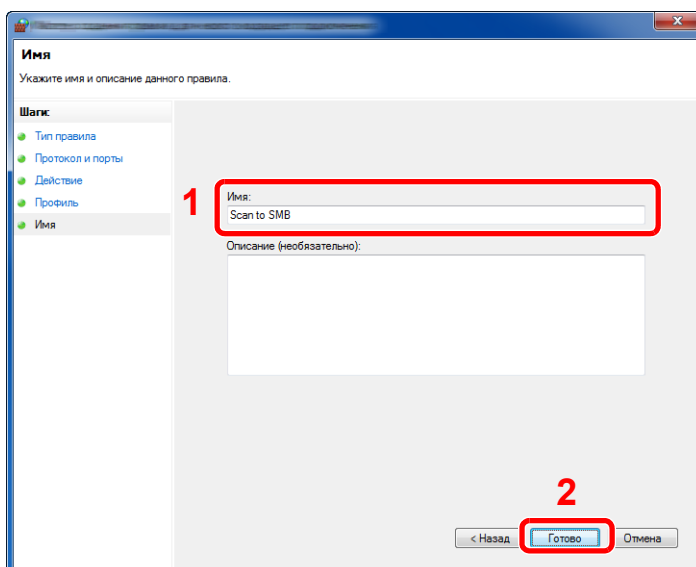 Имя
Укажите имя и описание данного правила.
Шаги:
Тип правила
Протокол и порты
Действие
Профиль
Имя
1
Имя:
Scan to SMB
Описание (необязательно):
2
< Назад
Готово
Отмена